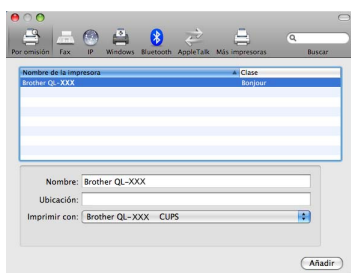 Por omisión Fax IP Windows Bluetooth AppleTalk Más impresoras Buscar
Nombre de la impresora Clase
Brother QL-XXX Bonjour
Nombre: Brother QL-XXX
Ubicación:
Imprimir con: Brother QL-XXX CUPS
Añadir